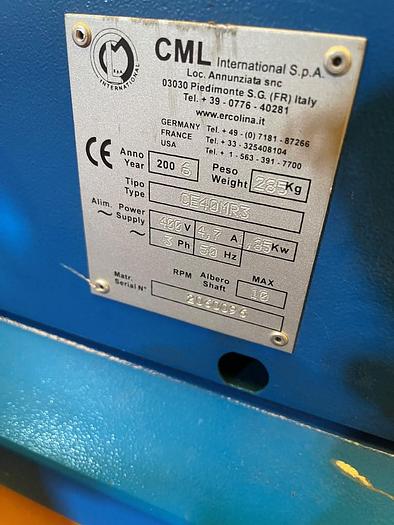 CML International S.p.A.
Loc. Annunziata snc
03030 Piedimonte S.G. (FR) Italy
Tel. + 39 - 0776 - 40281
www.ercolina.it
GERMANY Tel. + 49 - (0) 7181 - 87266
FRANCE Tel. + 33 - 325408104
USA Tel. + 1 - 563 - 391 - 7700
CE Anno Year 2006 Peso Weight 285 Kg
Tipo Type CE40MR3
Alim. Power Supply
~ 400 V 4,7 A ,85 Kw
~ 3 Ph 50 Hz
RPM Albero Shaft MAX 10
Matr. Serial N°